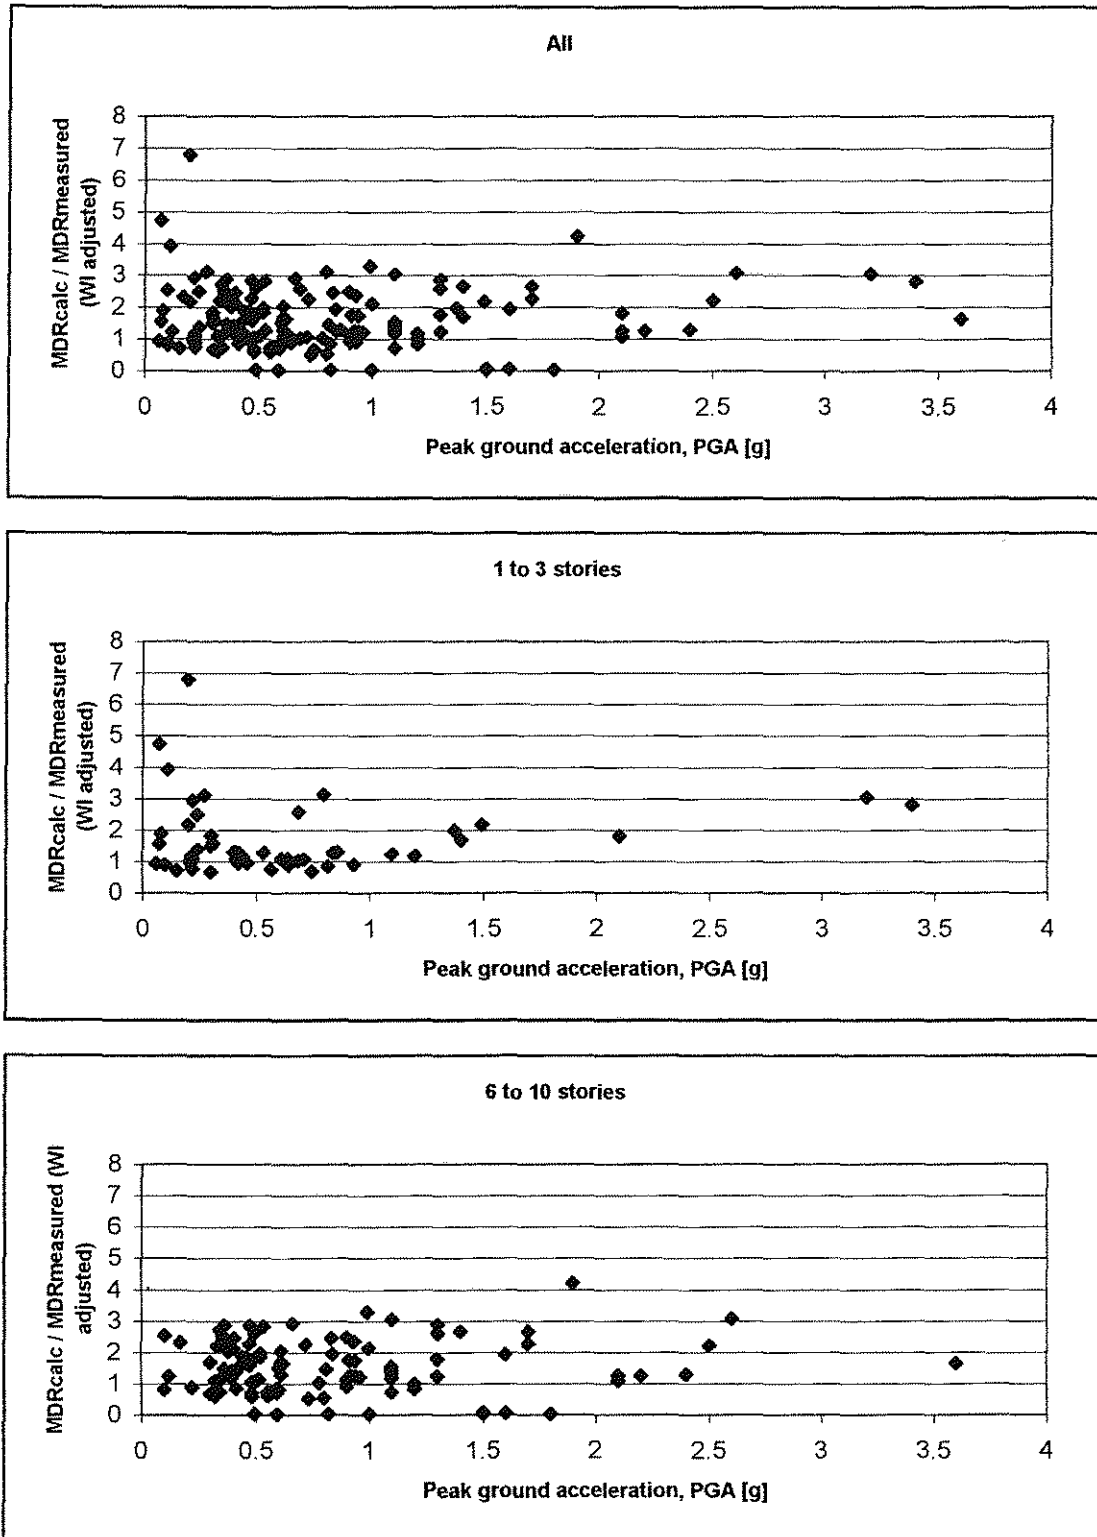 All
MDRcalc / MDRmeasured
(WI adjusted)
8
7
6
5
4
3
2
1
0
0 0.5 1 1.5 2 2.5 3 3.5 4
Peak ground acceleration, PGA [g]
1 to 3 stories
MDRcalc / MDRmeasured
(WI adjusted)
8
7
6
5
4
3
2
1
0
0 0.5 1 1.5 2 2.5 3 3.5 4
Peak ground acceleration, PGA [g]
6 to 10 stories
MDRcalc / MDRmeasured (WI
adjusted)
8
7
6
5
4
3
2
1
0
0 0.5 1 1.5 2 2.5 3 3.5 4
Peak ground acceleration, PGA [g]